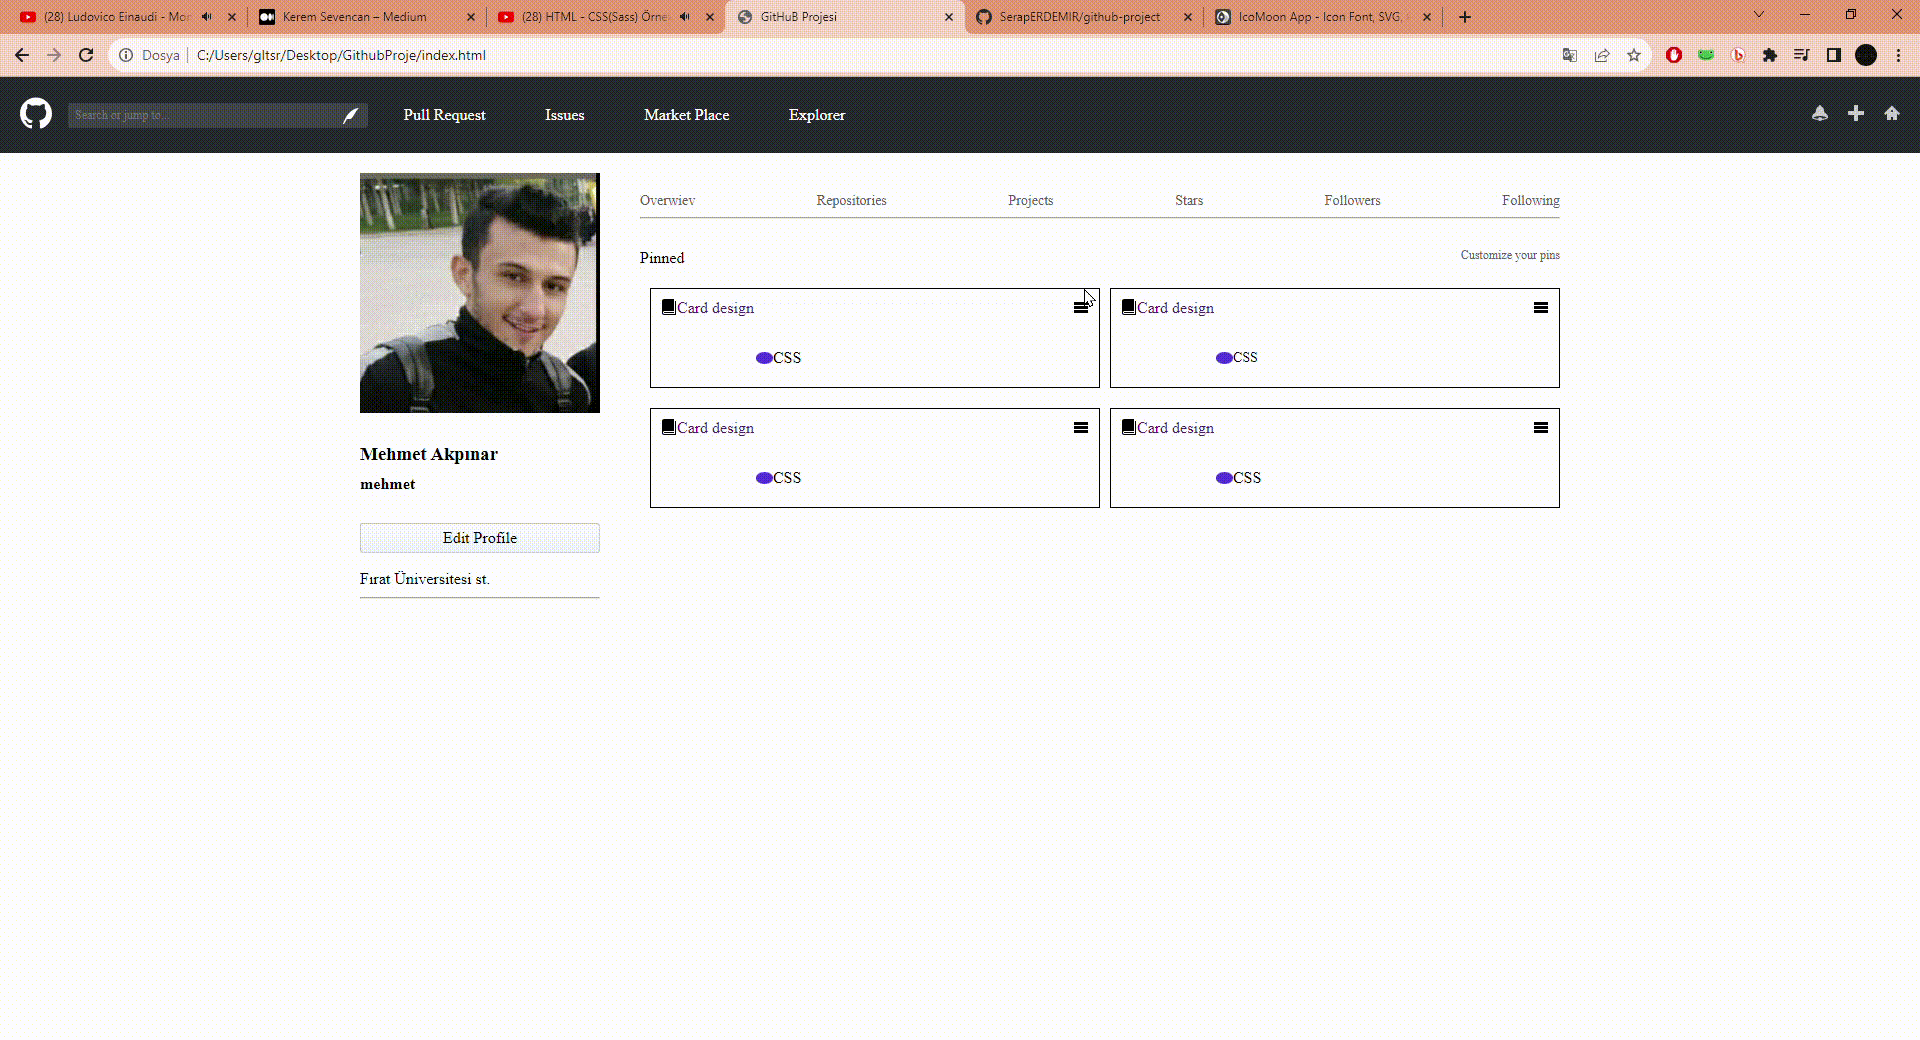 (28) Ludovico Einaudi - Mor
Kerem Sevencan – Medium
(28) HTML - CSS(Sass) Örne
GitHuB Projesi
SerapERDEMIR/github-project
IcoMoon App - Icon Font, SVG,
Dosya
C:/Users/gltsr/Desktop/GithubProje/index.html
Search or jump to...
Pull Request
Issues
Market Place
Explorer
Overwiev
Repositories
Projects
Stars
Followers
Following
Pinned
Customize your pins
Card design
CSS
Card design
CSS
Card design
CSS
Card design
CSS
Mehmet Akpınar
mehmet
Edit Profile
Fırat Üniversitesi st.